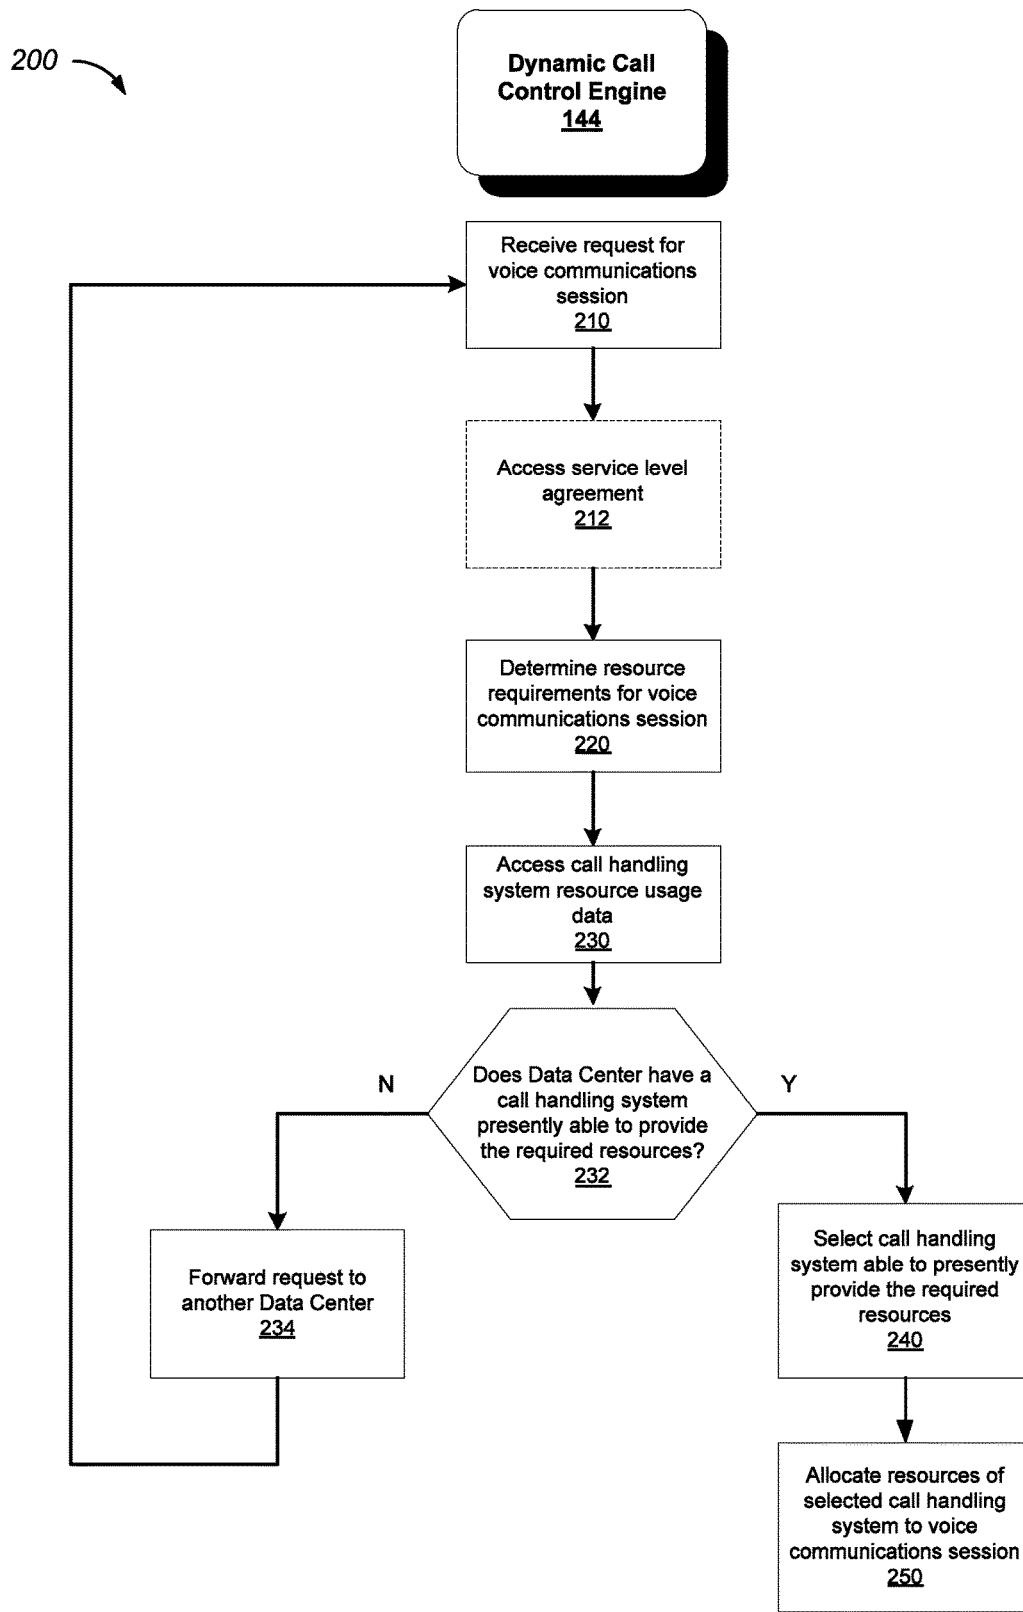 200
Dynamic Call
Control Engine
144
Receive request for
voice communications
session
210
Access service level
agreement
212
Determine resource
requirements for voice
communications session
220
Access call handling
system resource usage
data
230
N
Does Data Center have a
call handling system
presently able to provide
the required resources?
232
Y
Forward request to
another Data Center
234
Select call handling
system able to presently
provide the required
resources
240
Allocate resources of
selected call handling
system to voice
communications session
250